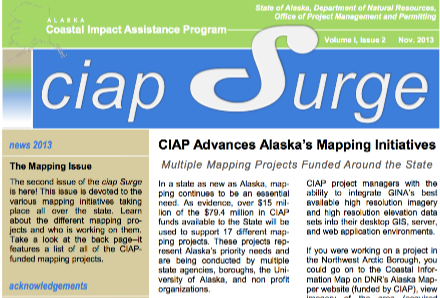 State of Alaska, Department of Natural Resources,
Office of Project Management and Permitting
ALASKA
Coastal Impact Assistance Program
Volume I, Issue 2 Nov. 2013
ciap Surge
news 2013
The Mapping Issue
The second issue of the ciap Surge
is here! This issue is devoted to the
various mapping initiatives taking
place all over the state. Learn
about the different mapping pro-
jects and who is working on them.
Take a look at the back page--it
features a list of all of the CIAP-
funded mapping projects.
acknowledgements
CIAP Advances Alaska's Mapping Initiatives
Multiple Mapping Projects Funded Around the State
In a state as new as Alaska, map-
ping continues to be an essential
need. As evidence, over $15 mil-
lion of the $79.4 million in CIAP
funds available to the State will be
used to support 17 different map-
ping projects. These projects rep-
resent Alaska's priority needs and
are being conducted by multiple
state agencies, boroughs, the Uni-
versity of Alaska, and non profit
organizations.
CIAP project managers with the
ability to integrate GINA's best
available high resolution imagery
and high resolution elevation data
sets into their desktop GIS, server,
and web application environments.
If you were working on a project in
the Northwest Arctic Borough, you
could go on to the Coastal Infor-
mation Map on DNR's Alaska Map-
per website (funded by CIAP), view
imagery of the area (acquired